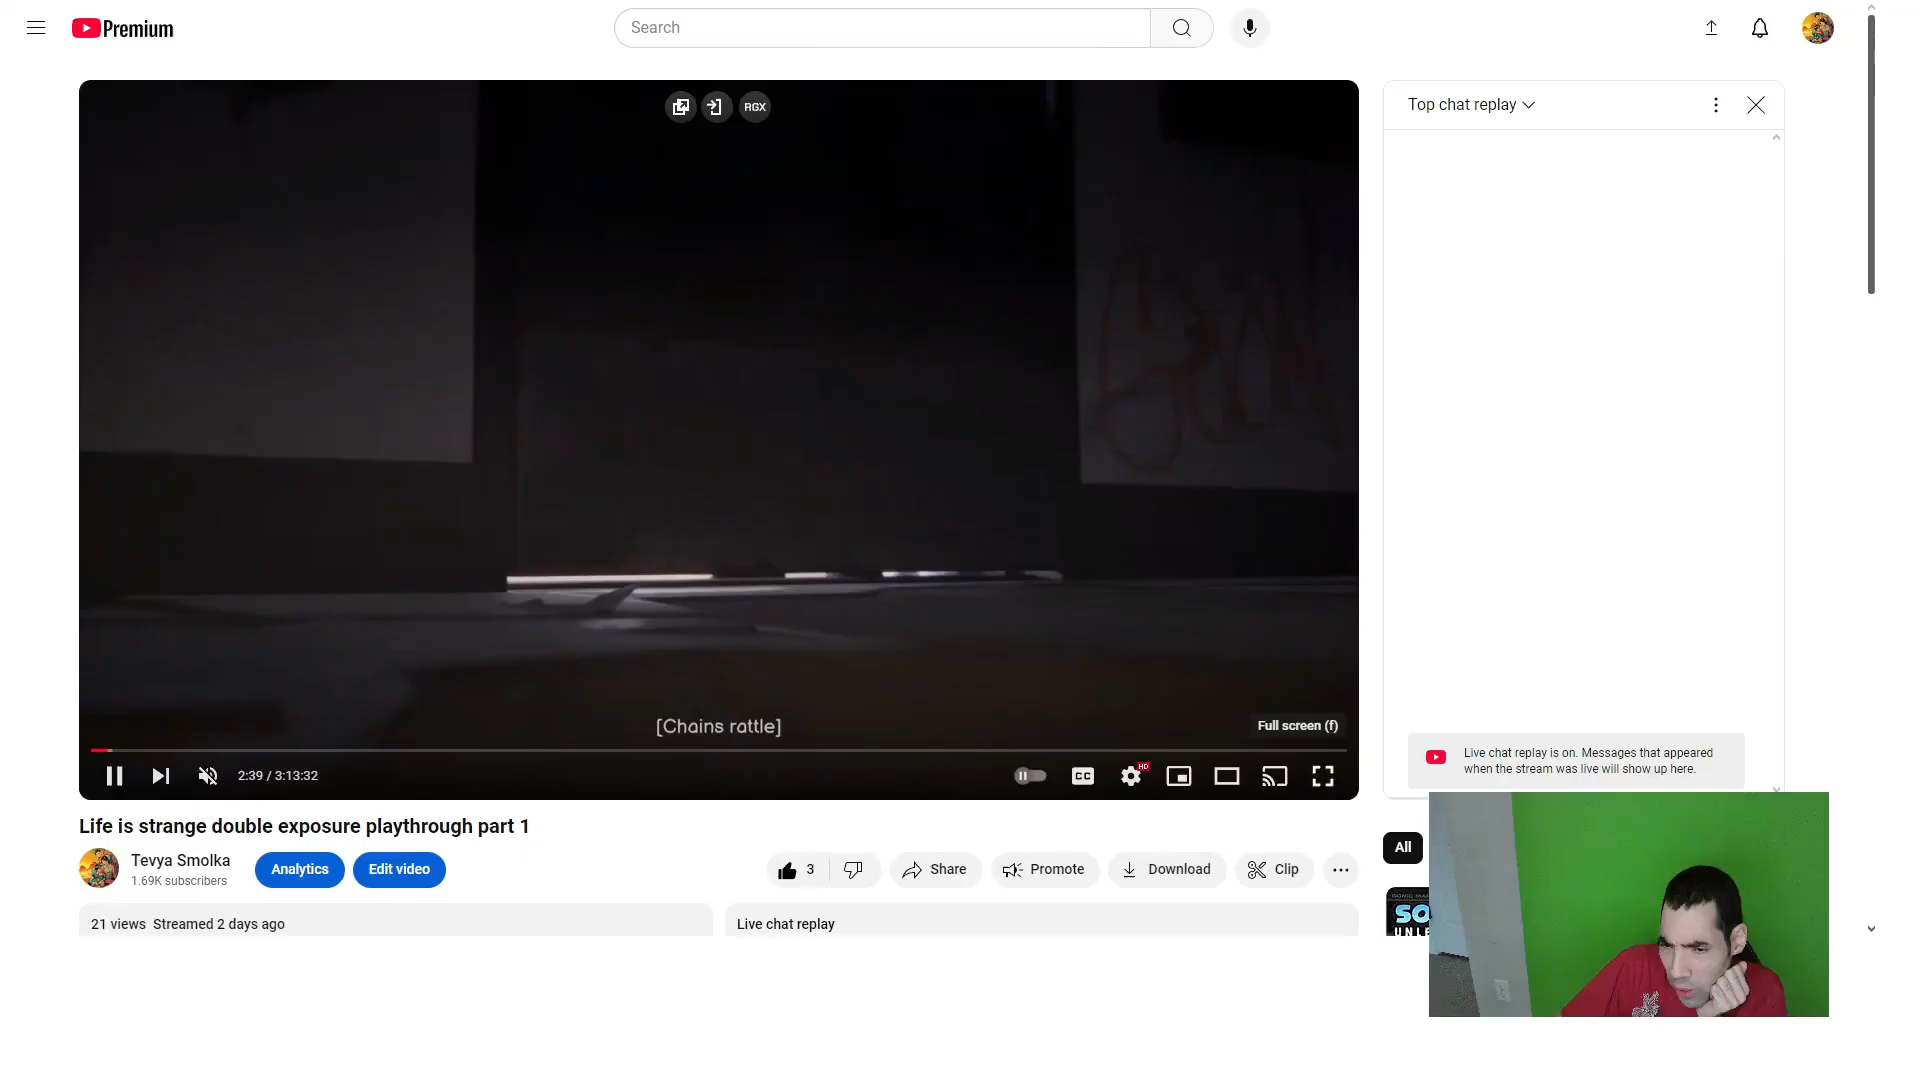 Premium
Search
RGX
Top chat replay
[Chains rattle]
Full screen (f)
2:39 / 3:13:32
CC
HD
Live chat replay is on. Messages that appeared
when the stream was live will show up here.
Life is strange double exposure playthrough part 1
Tevya Smolka
1.69K subscribers
Analytics
Edit video
3
Share
Promote
Download
Clip
All
21 views Streamed 2 days ago
Live chat replay